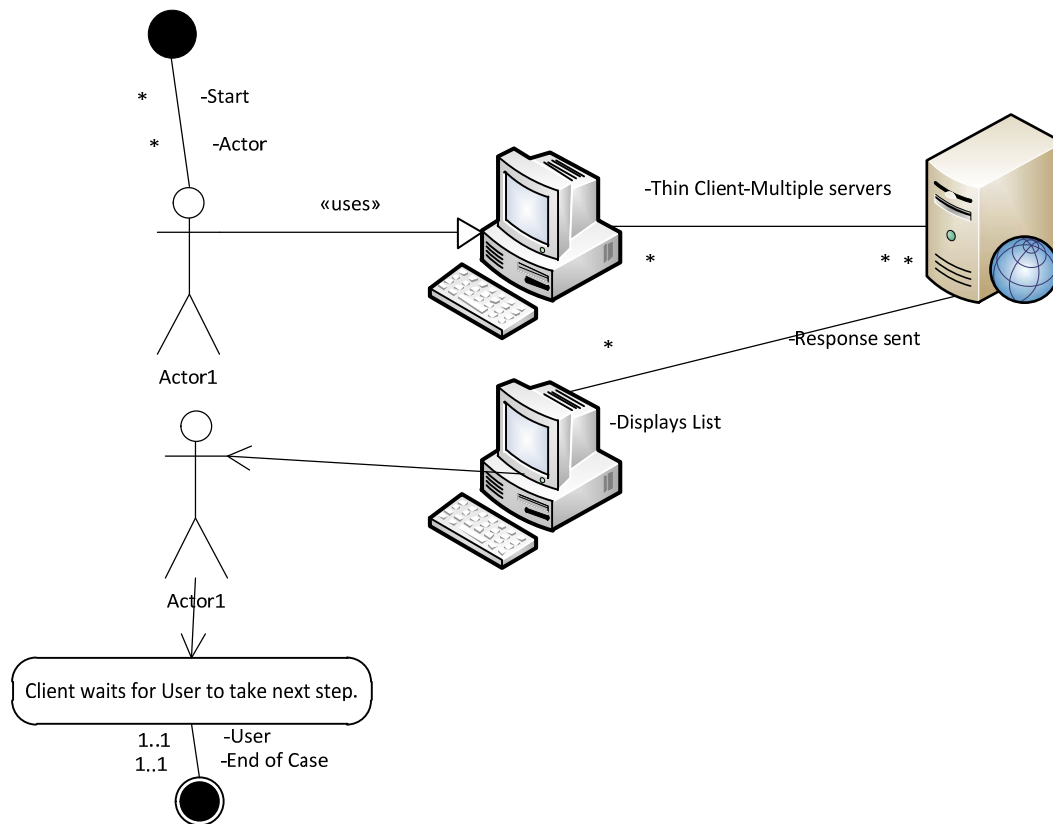 * -Start
* -Actor
«uses»
-Thin Client-Multiple servers
* * *
* -Response sent
Actor1
-Displays List
Actor1
Client waits for User to take next step.
1..1 -User
1..1 -End of Case